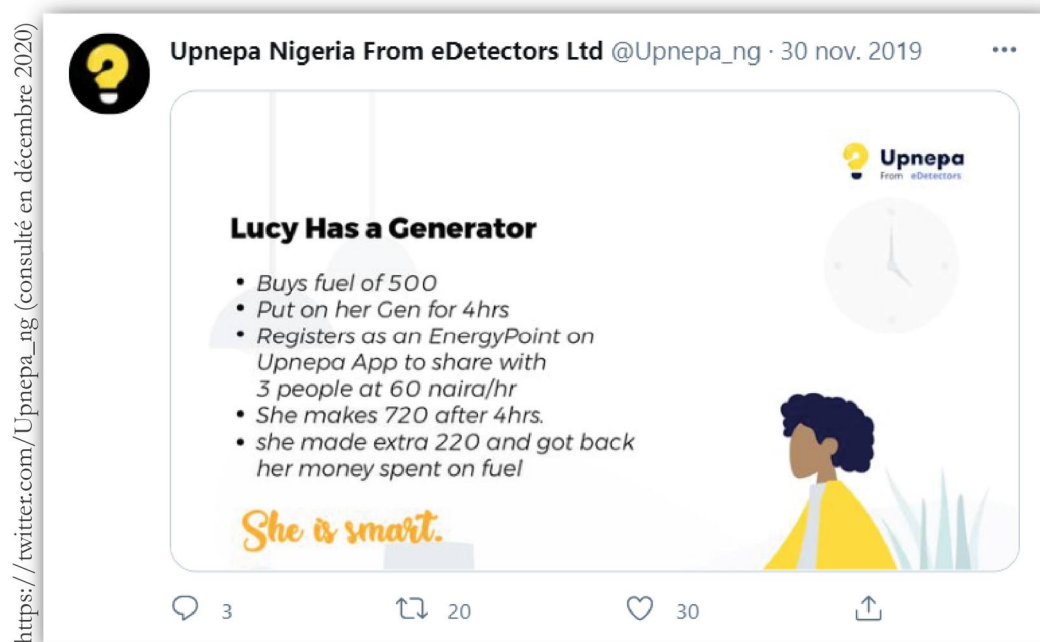 https://twitter.com/Upnepa_ng (consulté en décembre 2020)
Upnepa Nigeria From eDetectors Ltd @Upnepa_ng · 30 nov. 2019
Upnepa
From eDetectors
Lucy Has a Generator
• Buys fuel of 500
• Put on her Gen for 4hrs
• Registers as an EnergyPoint on
Upnepa App to share with
3 people at 60 naira/hr
• She makes 720 after 4hrs.
• she made extra 220 and got back
her money spent on fuel
She is smart.
3 20 30